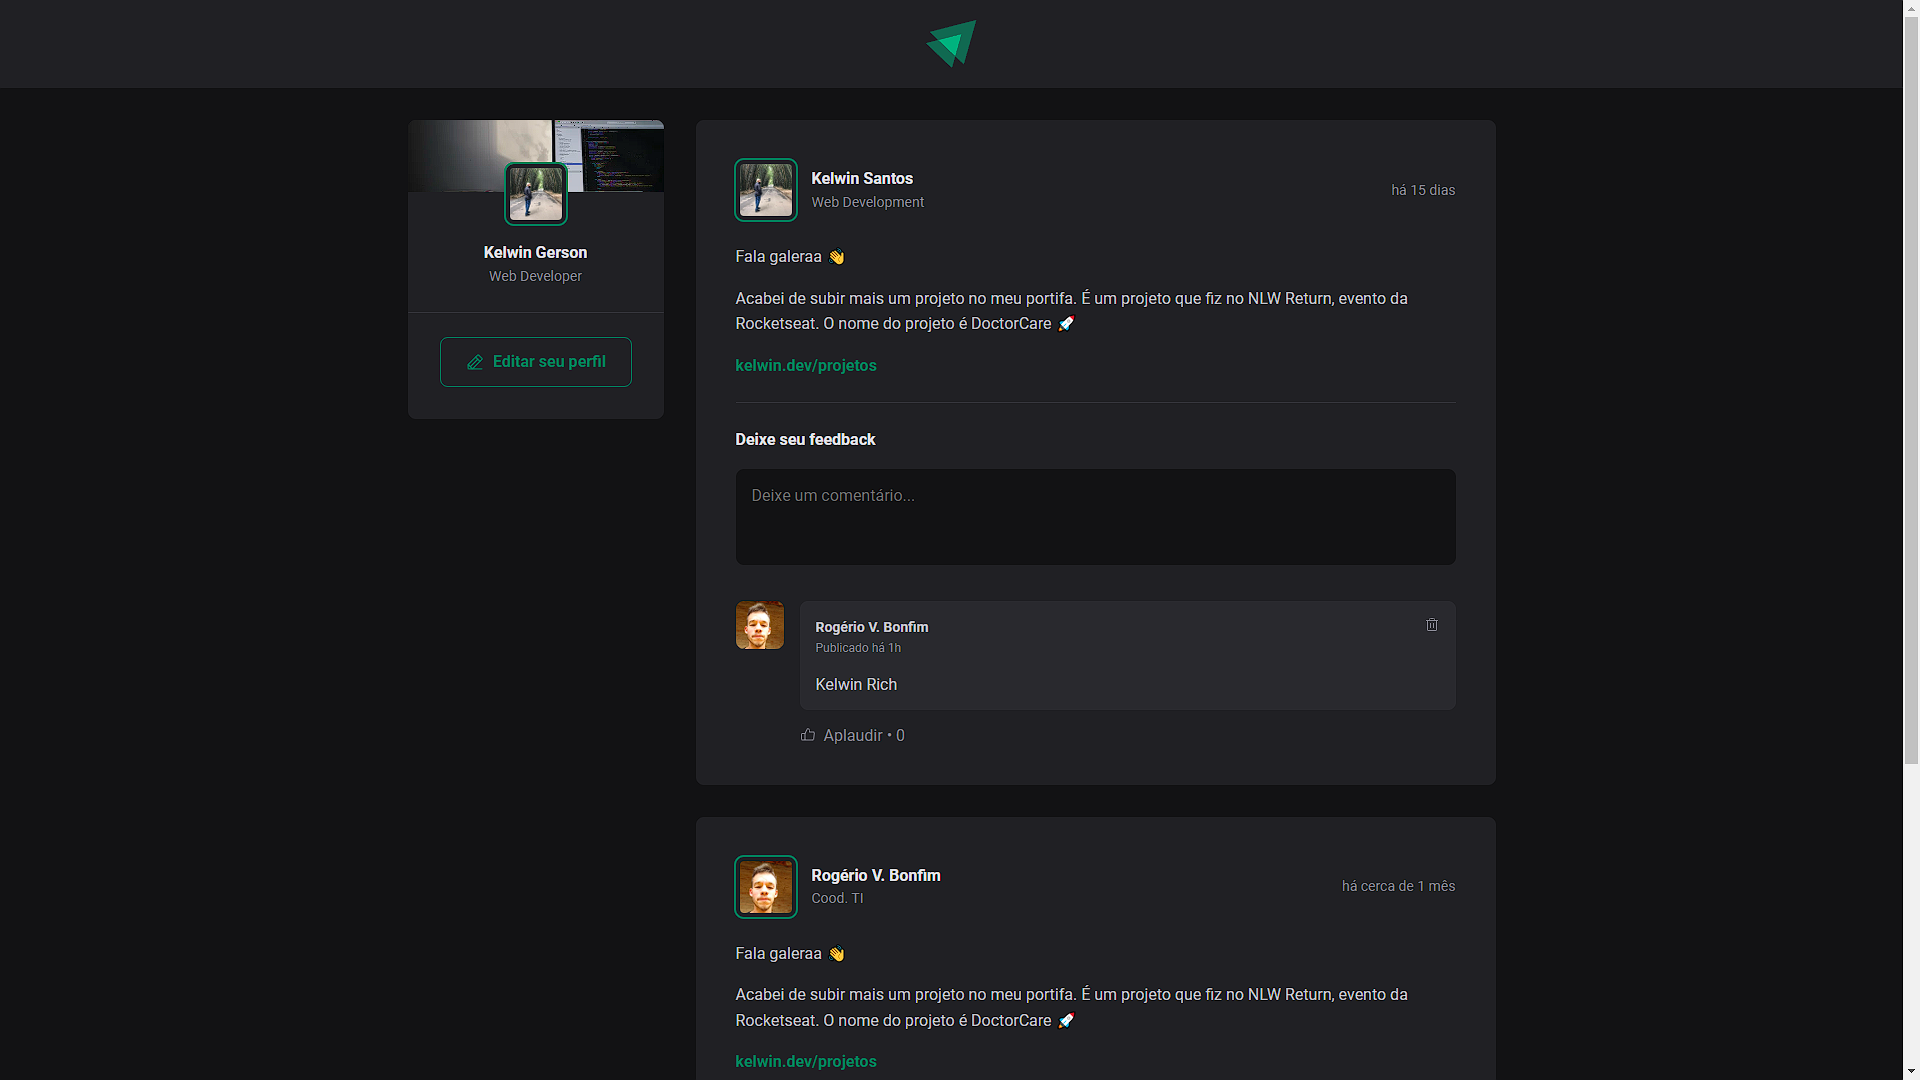 Kelwin Gerson
Web Developer
Editar seu perfil
Kelwin Santos
Web Development
há 15 dias
Fala galeraa 👋
Acabei de subir mais um projeto no meu portifa. É um projeto que fiz no NLW Return, evento da
Rocketseat. O nome do projeto é DoctorCare 🚀
kelwin.dev/projetos
Deixe seu feedback
Deixe um comentário...
Rogério V. Bonfim
Publicado há 1h
Kelwin Rich
Aplaudir • 0
Rogério V. Bonfim
Cood. TI
há cerca de 1 mês
Fala galeraa 👋
Acabei de subir mais um projeto no meu portifa. É um projeto que fiz no NLW Return, evento da
Rocketseat. O nome do projeto é DoctorCare 🚀
kelwin.dev/projetos